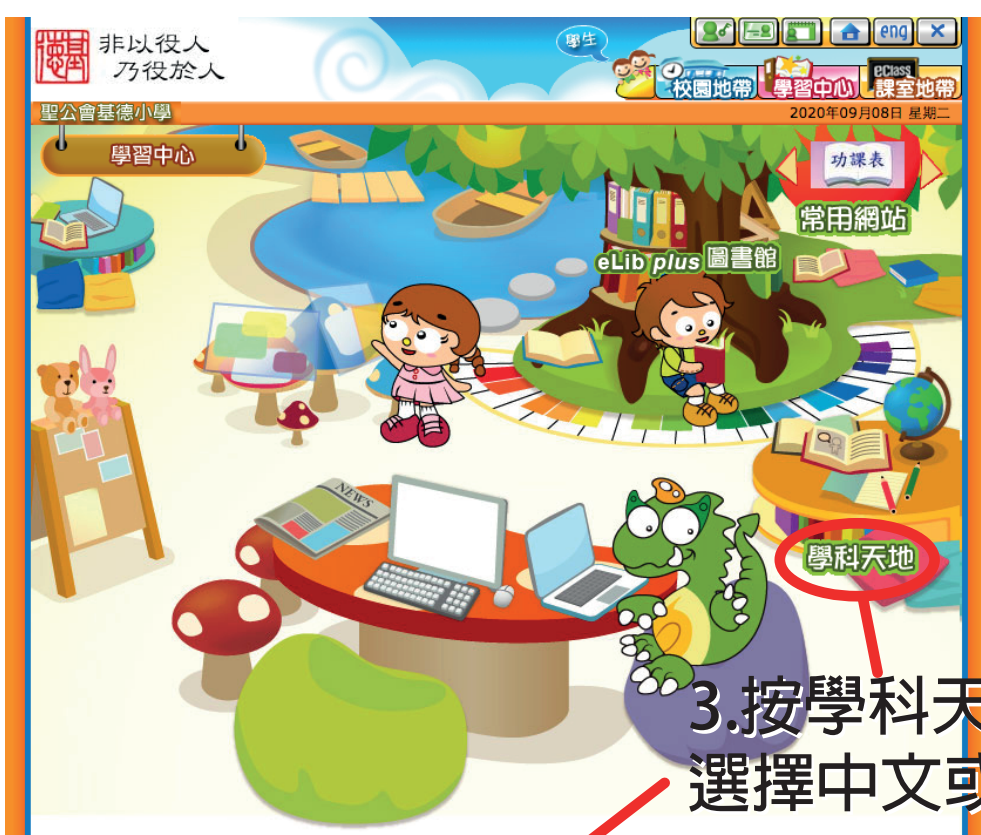 基德
非以役人
乃役於人
學生
eng
校園地帶
學習中心
eClass
課室地帶
聖公會基德小學
2020年09月08日 星期二
學習中心
功課表
常用網站
eLib plus 圖書館
NEWS
學科天地
3.按學科天
選擇中文或